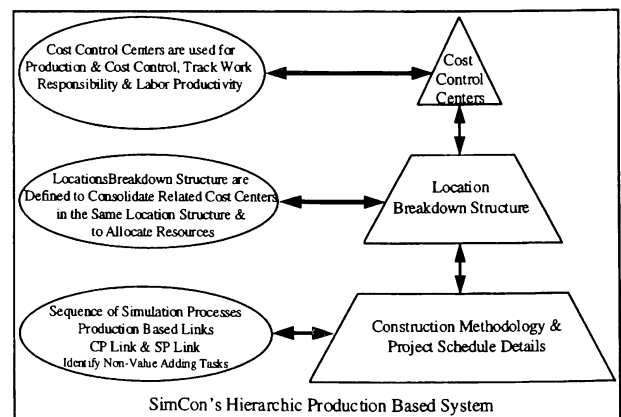 Cost Control Centers are used for
Production & Cost Control, Track Work
Responsibility & Labor Productivity
Cost
Control
Centers
LocationsBreakdown Structure are
Defined to Consolidate Related Cost Centers
in the Same Location Structure &
to Allocate Resources
Location
Breakdown Structure
Sequence of Simulation Processes
Production Based Links
CP Link & SP Link
Identify Non-Value Adding Tasks
Construction Methodology &
Project Schedule Details
SimCon's Hierarchic Production Based System